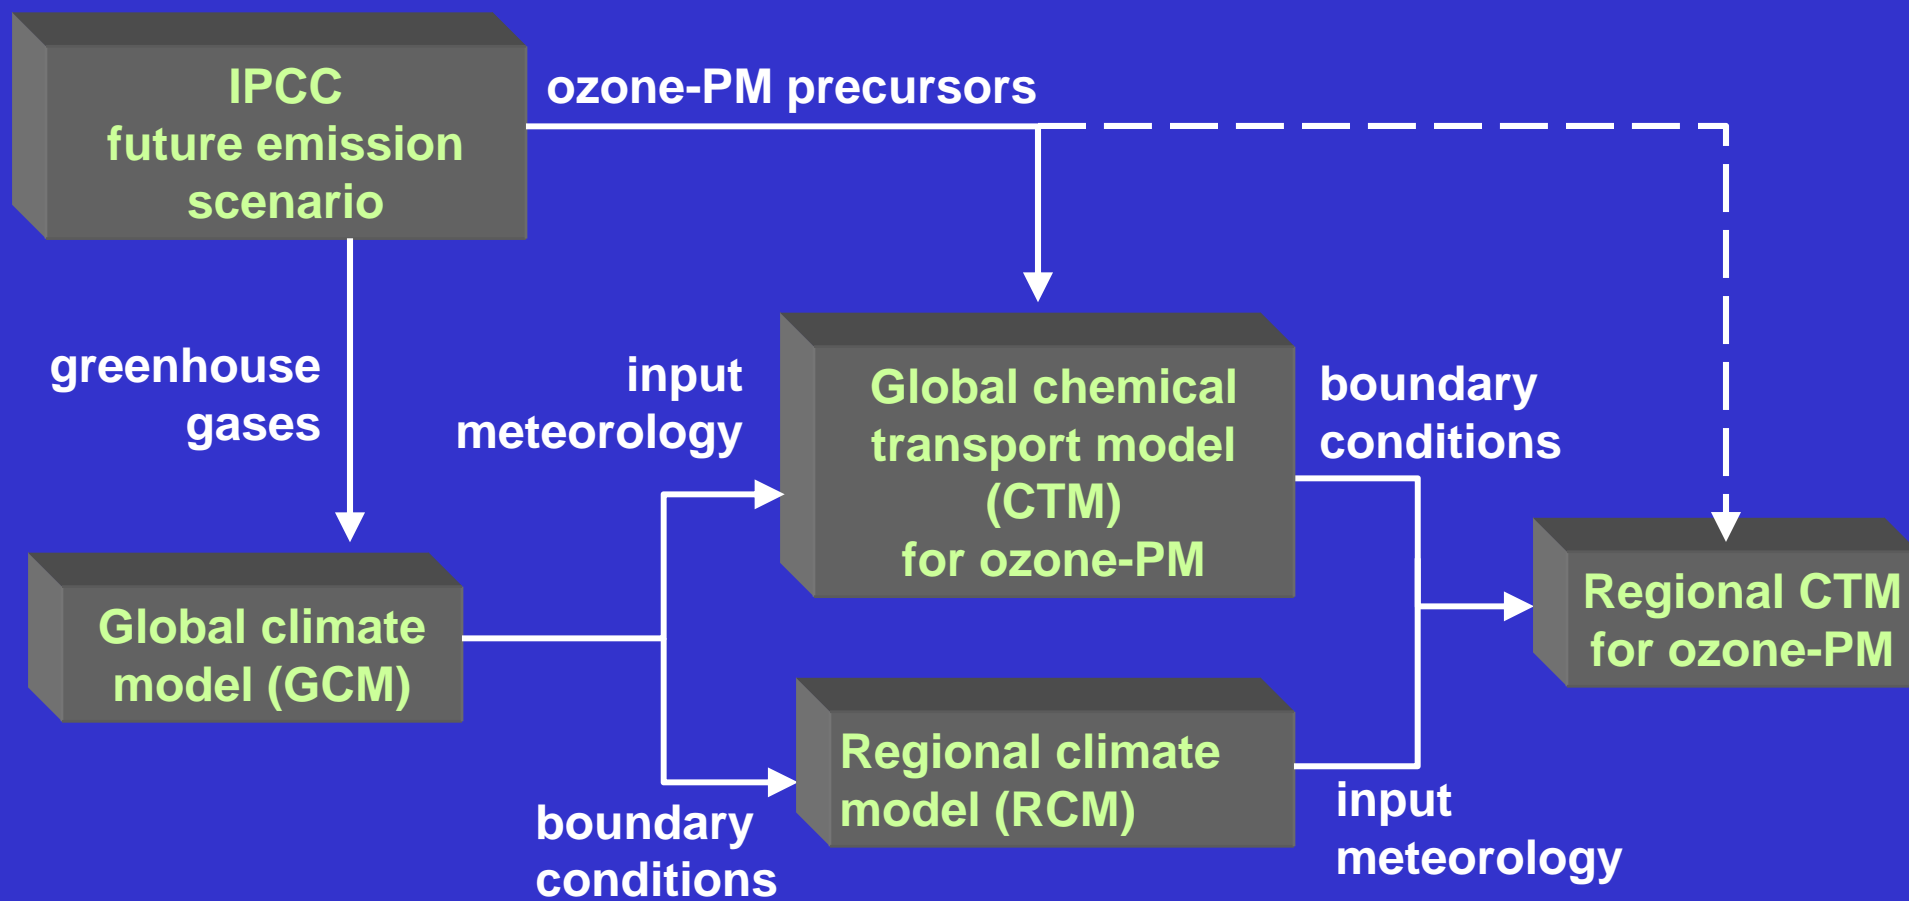 IPCC
future emission
scenario
ozone-PM precursors
greenhouse
gases
input
meteorology
Global chemical
transport model
(CTM)
for ozone-PM
boundary
conditions
Global climate
model (GCM)
Regional CTM
for ozone-PM
Regional climate
model (RCM)
boundary
conditions
input
meteorology